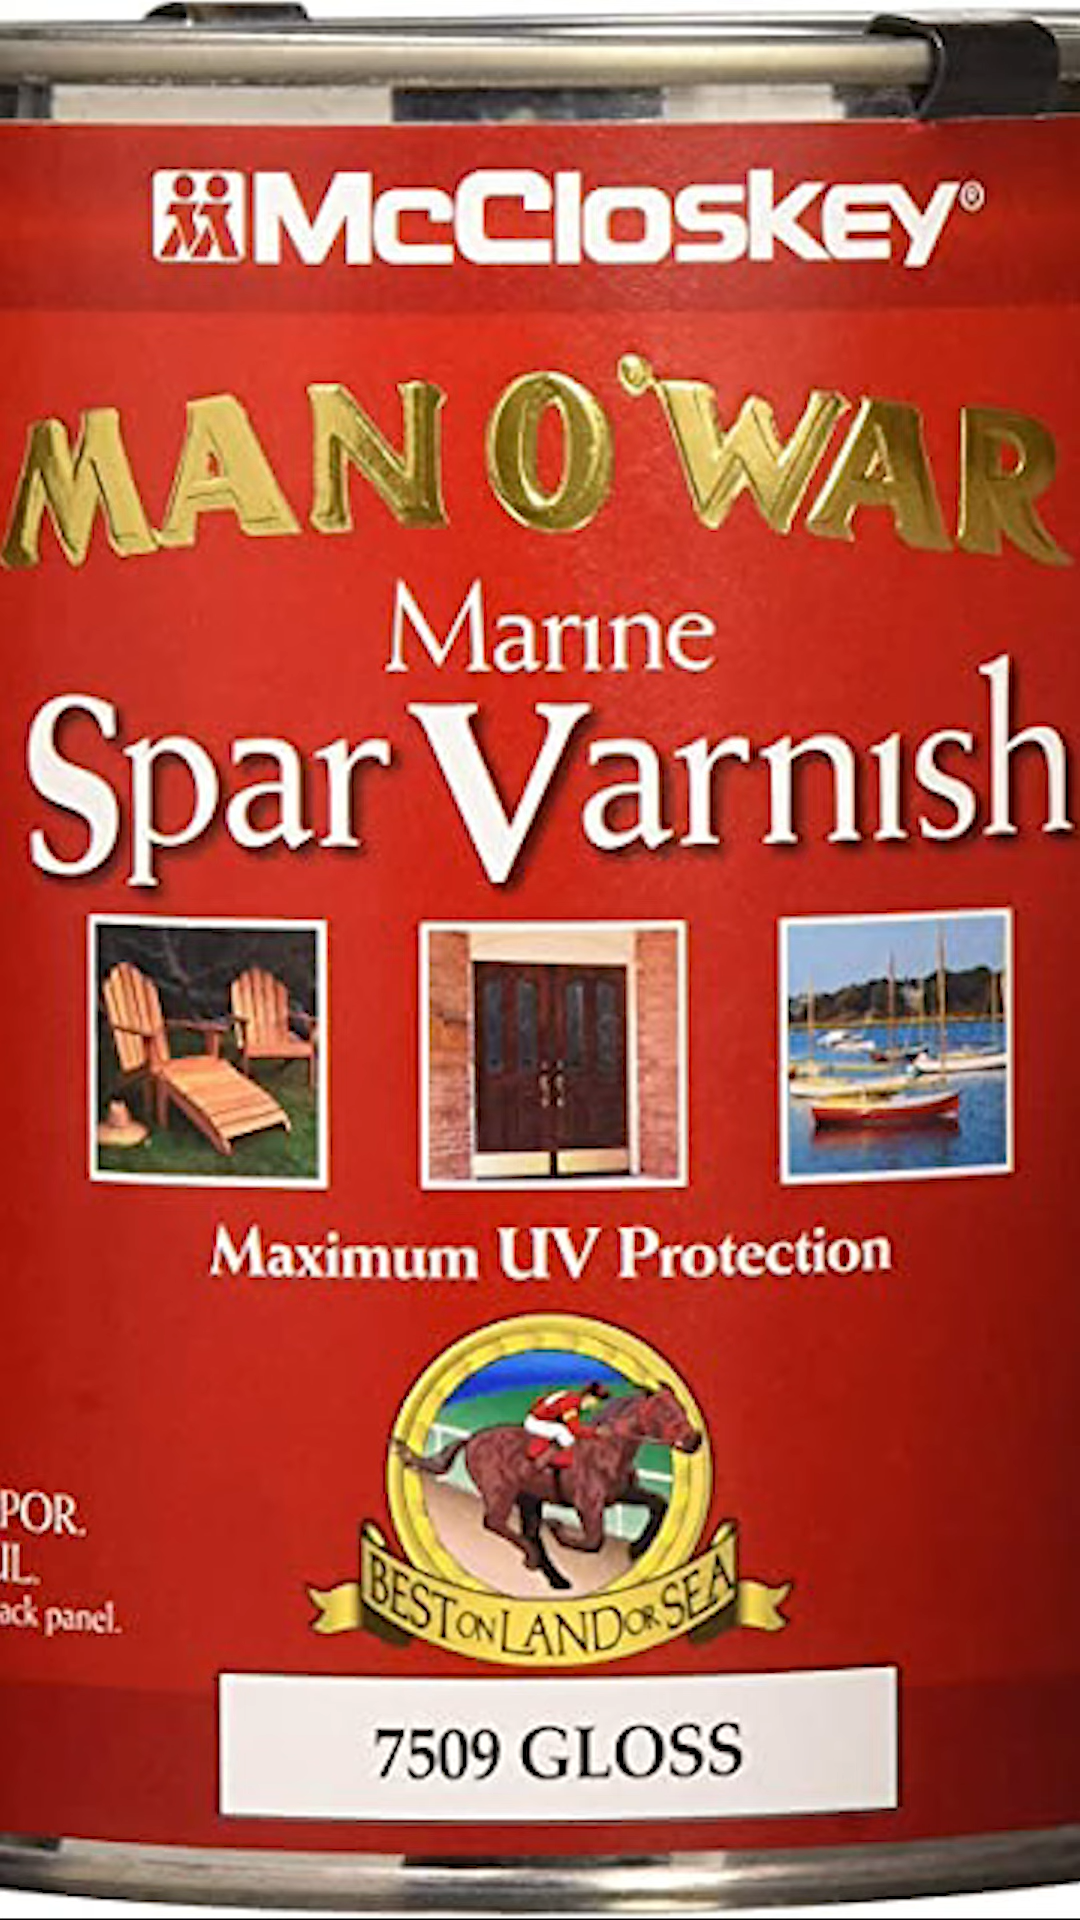 McCloskey®
MAN O'WAR
Marine
Spar Varnish
Maximum UV Protection
POR.
UL.
ack panel.
BEST ON LAND OR SEA
7509 GLOSS